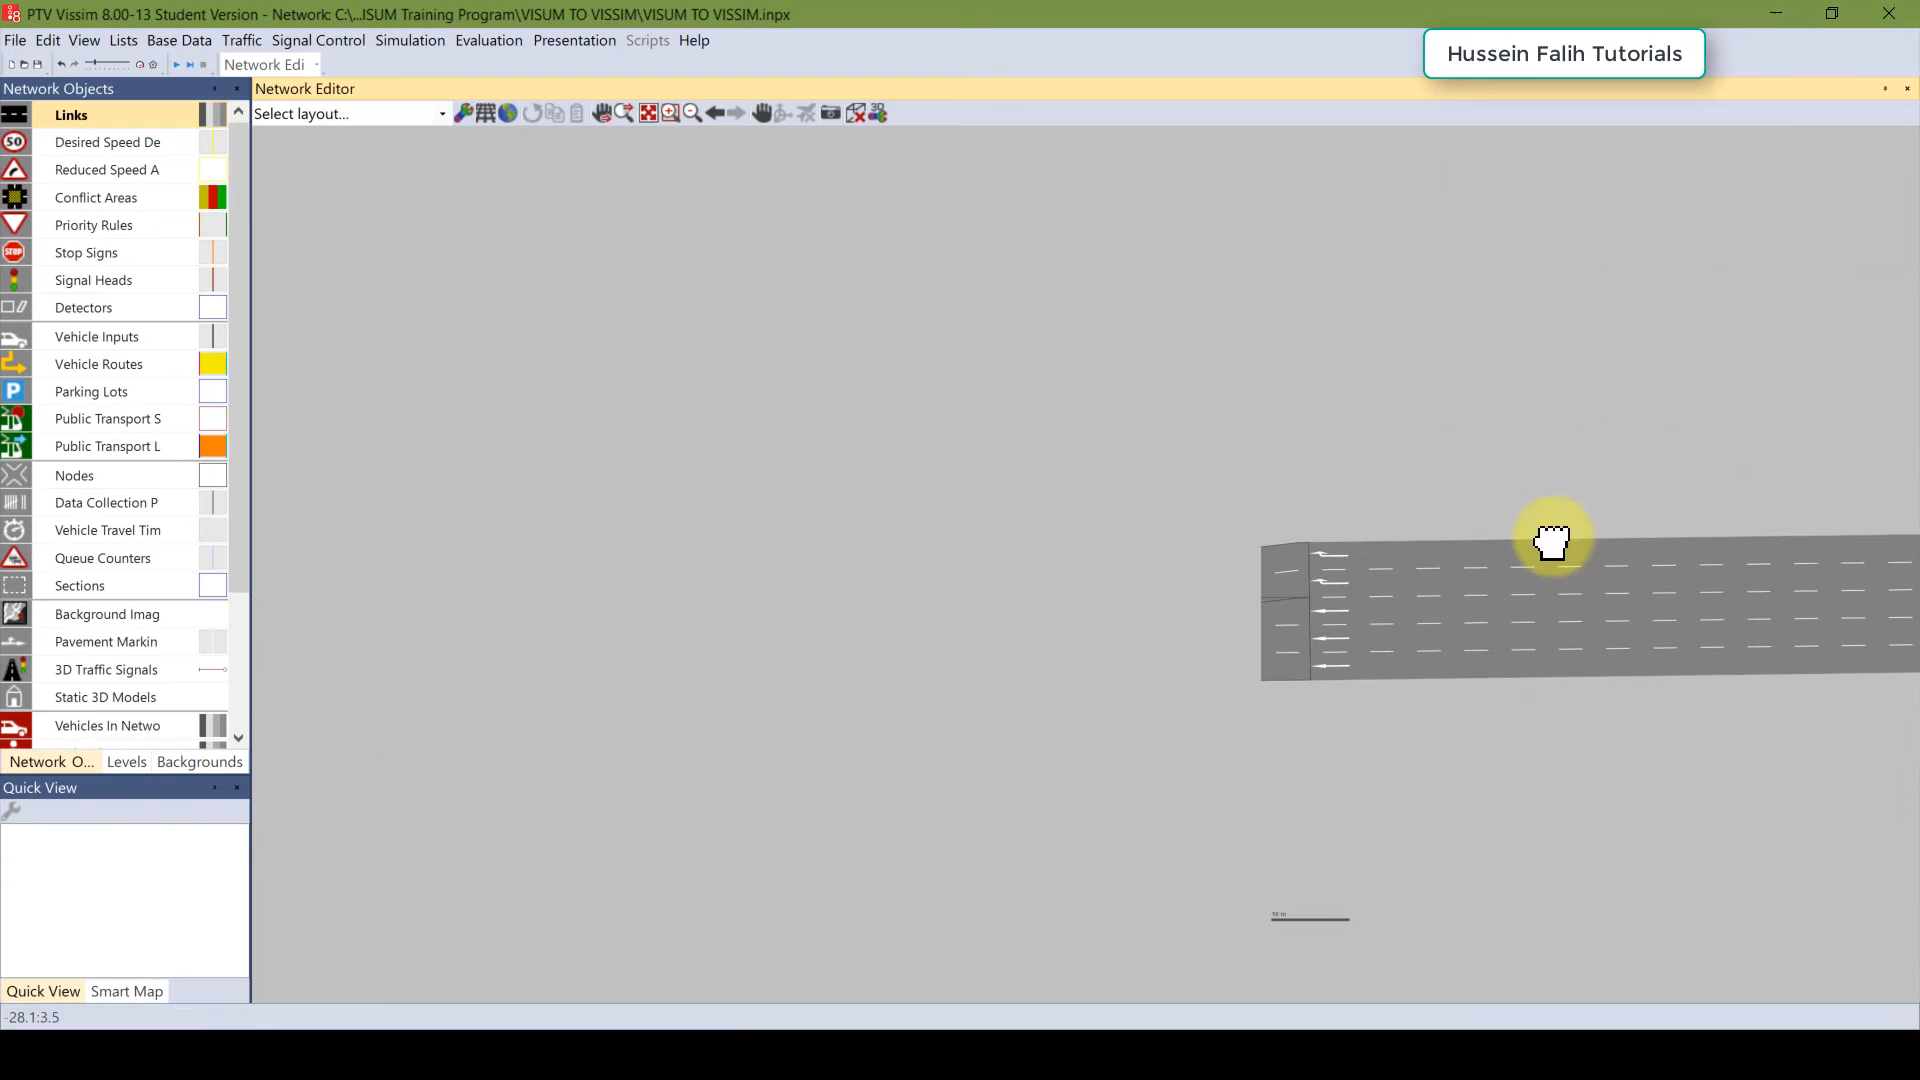 PTV Vissim 8.00-13 Student Version - Network: C:\...ISUM Training Program\VISUM TO VISSIM\VISUM TO VISSIM.inpx
File Edit View Lists Base Data Traffic Signal Control Simulation Evaluation Presentation Scripts Help
Hussein Falih Tutorials
Network Edi
Network Objects
Network Editor
Select layout...
3D
Links
50
Desired Speed De
Reduced Speed A
Conflict Areas
Priority Rules
STOP
Stop Signs
Signal Heads
Detectors
Vehicle Inputs
Vehicle Routes
P
Parking Lots
Public Transport S
Public Transport L
Nodes
Data Collection P
Vehicle Travel Tim
Queue Counters
Sections
Background Imag
Pavement Markin
3D Traffic Signals
Static 3D Models
Vehicles In Netwo
Network O... Levels Backgrounds
Quick View
10 m
Quick View Smart Map
-28.1:3.5